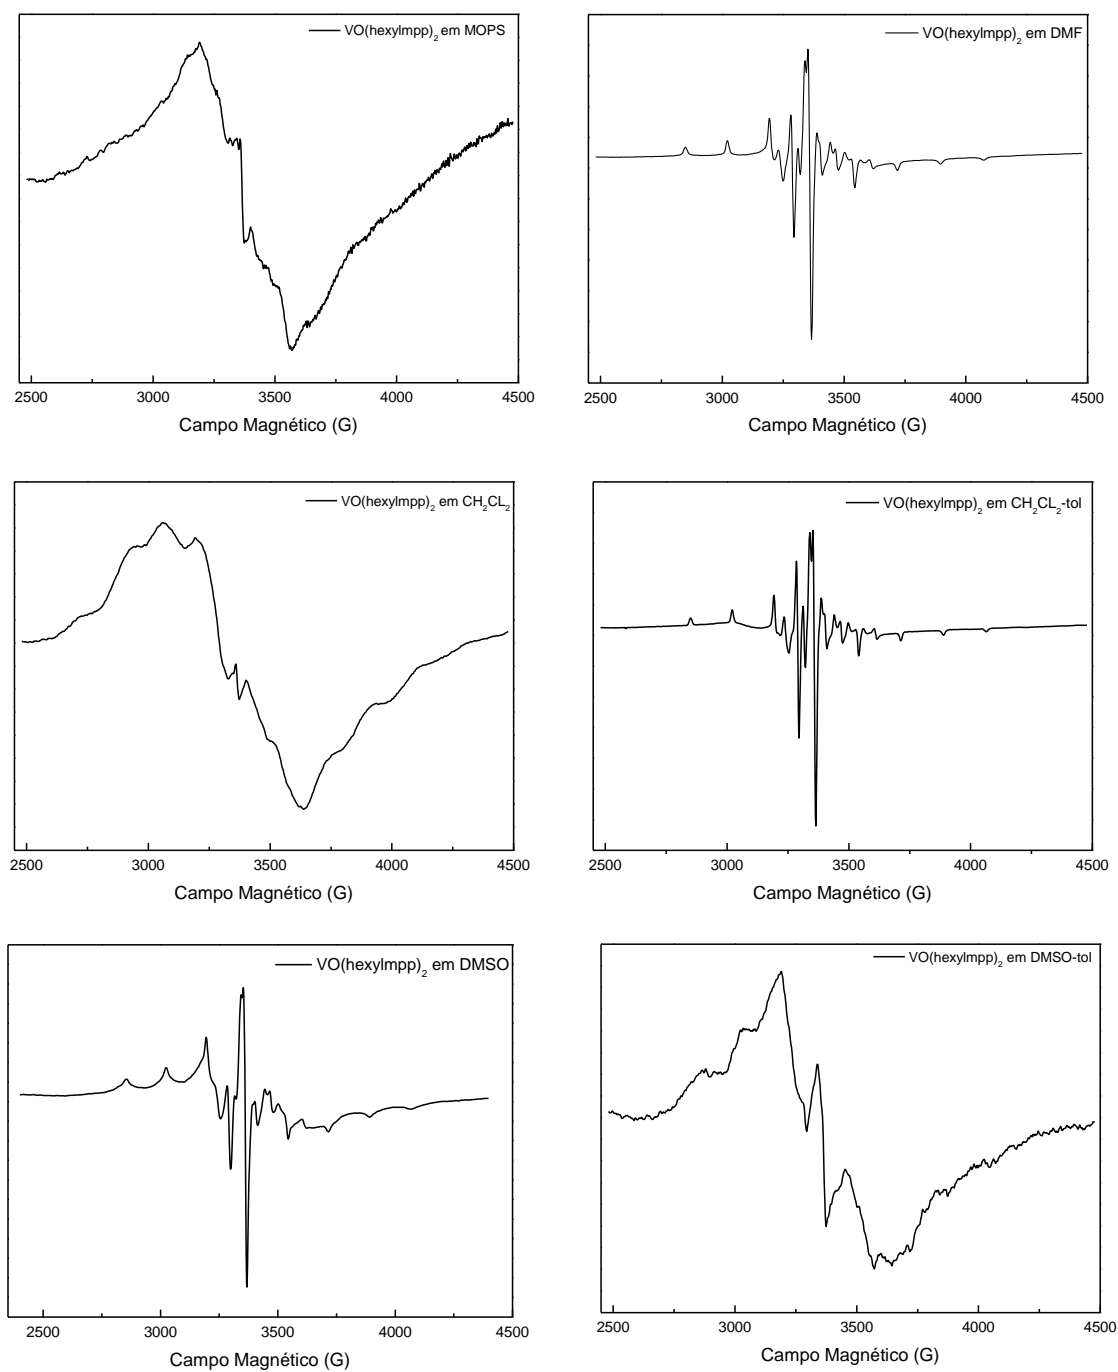 VO(hexylmpp)2 em MOPS
2500 3000 3500 4000 4500
Campo Magnético (G)
VO(hexylmpp)2 em DMF
2500 3000 3500 4000 4500
Campo Magnético (G)
VO(hexylmpp)2 em CH2CL2
2500 3000 3500 4000 4500
Campo Magnético (G)
VO(hexylmpp)2 em CH2CL2-tol
2500 3000 3500 4000 4500
Campo Magnético (G)
VO(hexylmpp)2 em DMSO
2500 3000 3500 4000 4500
Campo Magnético (G)
VO(hexylmpp)2 em DMSO-tol
2500 3000 3500 4000 4500
Campo Magnético (G)